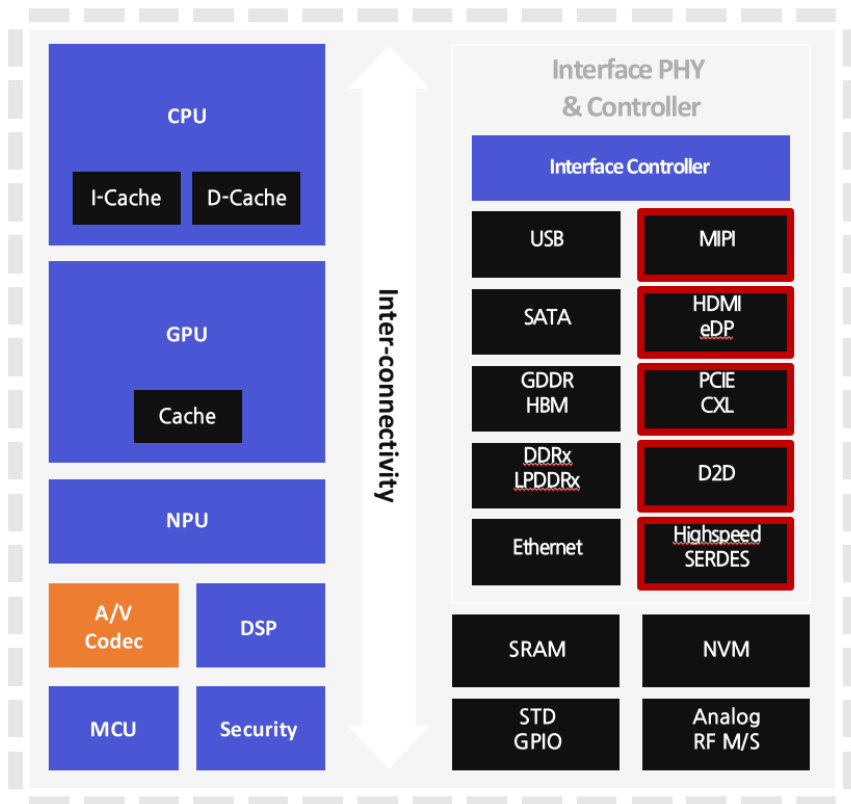 CPU
I-Cache
D-Cache
GPU
Cache
NPU
A/V
Codec
DSP
MCU
Security
Inter-connectivity
Interface PHY
& Controller
Interface Controller
USB
MIPI
SATA
HDMI
eDP
GDDR
HBM
PCIE
CXL
DDRx
LPDDRx
D2D
Ethernet
Highspeed
SERDES
SRAM
NVM
STD
GPIO
Analog
RF M/S